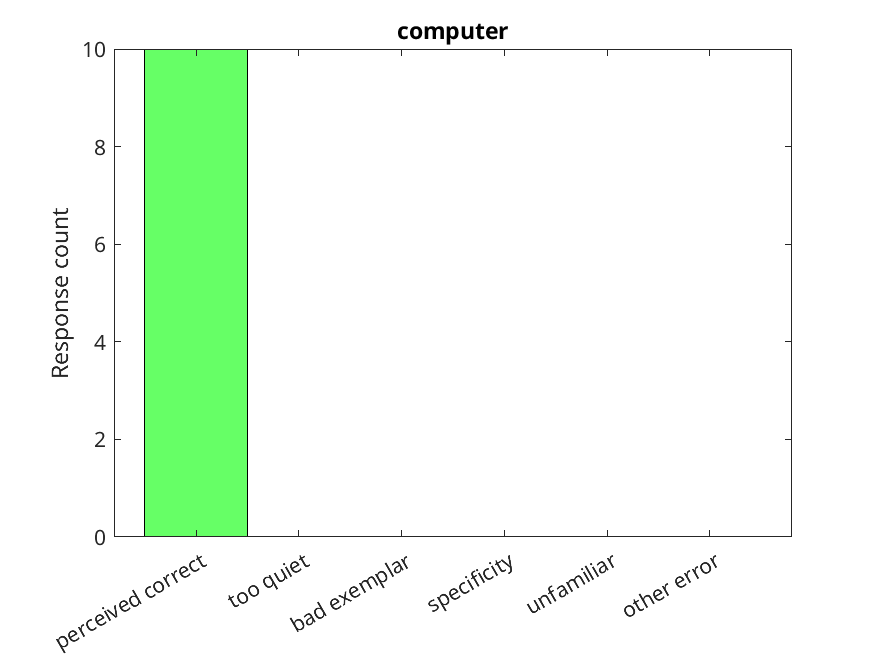 computer
Response count
10
8
6
4
2
0
perceived correct
too quiet
bad exemplar
specificity
unfamiliar
other error